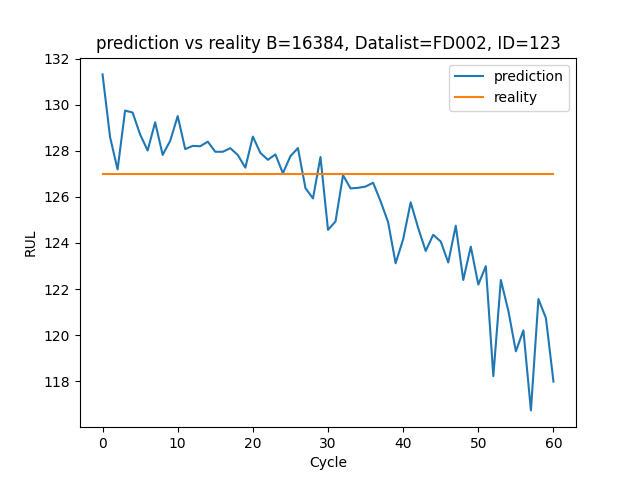 prediction vs reality B=16384, Datalist=FD002, ID=123
prediction
reality
RUL
132
130
128
126
124
122
120
118
0 10 20 30 40 50 60
Cycle